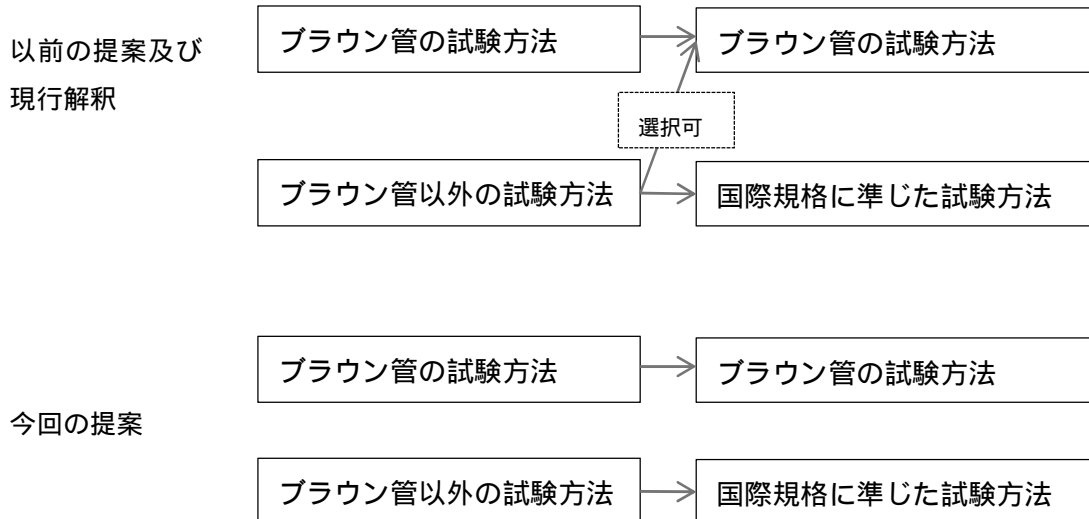 以前の提案及び
現行解釈
ブラウン管の試験方法
ブラウン管の試験方法
選択可
ブラウン管以外の試験方法
国際規格に準じた試験方法
今回の提案
ブラウン管の試験方法
ブラウン管の試験方法
ブラウン管以外の試験方法
国際規格に準じた試験方法